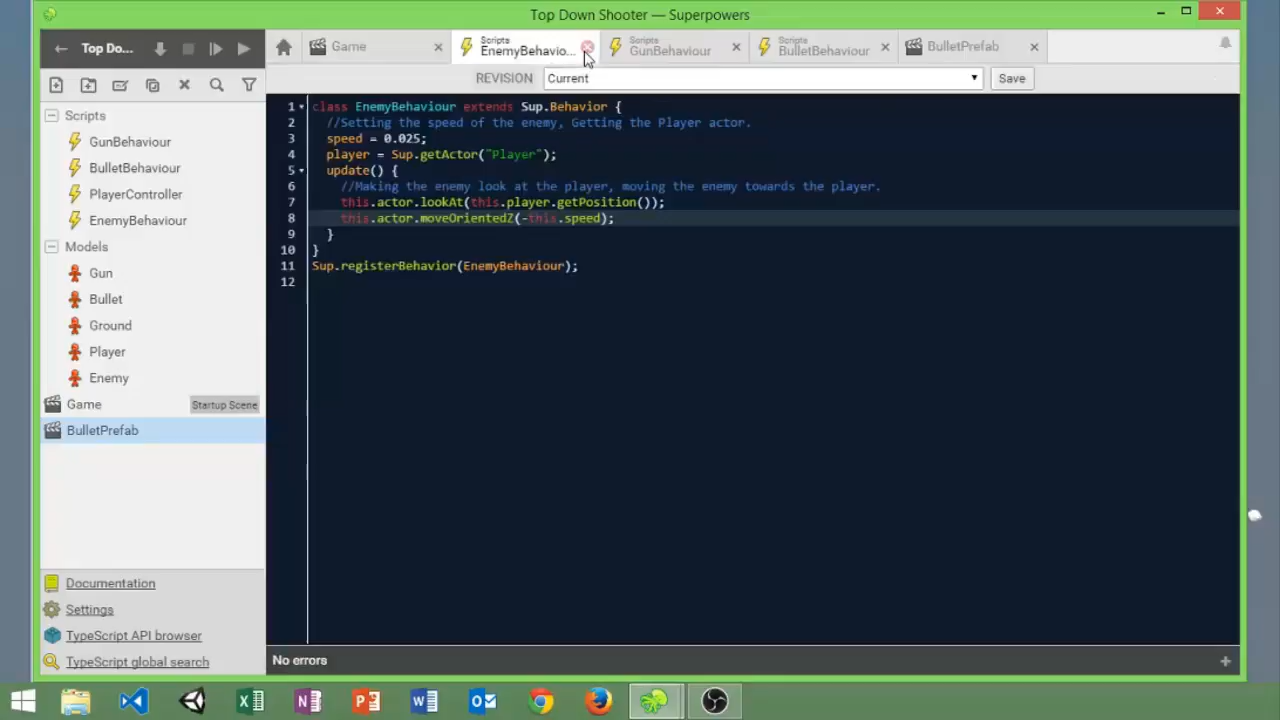 Top Down Shooter — Superpowers
Top Do...
Game
Scripts
EnemyBehavio...
Scripts
GunBehaviour
Scripts
BulletBehaviour
BulletPrefab
REVISION
Current
Save
Scripts
GunBehaviour
BulletBehaviour
PlayerController
EnemyBehaviour
Models
Gun
Bullet
Ground
Player
Enemy
Game
Startup Scene
BulletPrefab
Documentation
Settings
TypeScript API browser
TypeScript global search
1 class EnemyBehaviour extends Sup.Behavior {
2 //Setting the speed of the enemy, Getting the Player actor.
3 speed = 0.025;
4 player = Sup.getActor("Player");
5 update() {
6 //Making the enemy look at the player, moving the enemy towards the player.
7 this.actor.lookAt(this.player.getPosition());
8 this.actor.moveOrientedZ(-this.speed);
9 }
10 }
11 Sup.registerBehavior(EnemyBehaviour);
12
No errors